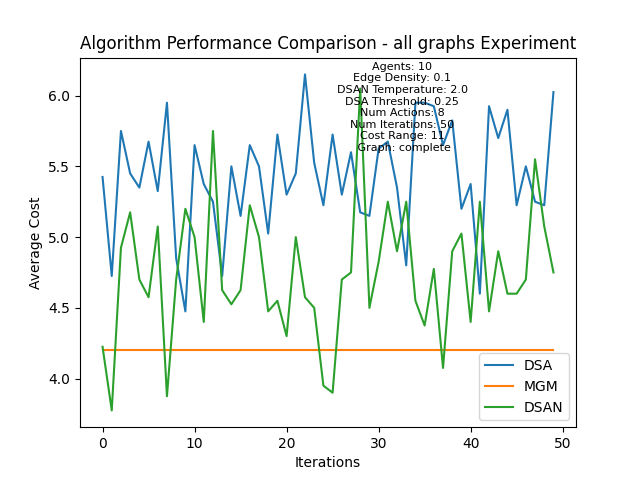 Algorithm Performance Comparison - all graphs Experiment
Agents: 10
Edge Density: 0.1
DSAN Temperature: 2.0
DSA Threshold: 0.25
Num Actions:
Num Iterations: 50
Cost Range: 11
Graph: complete
Average Cost
6.0
5.5
5.0
4.5
4.0
0
10
20
30
40
50
Iterations
DSA
MGM
DSAN